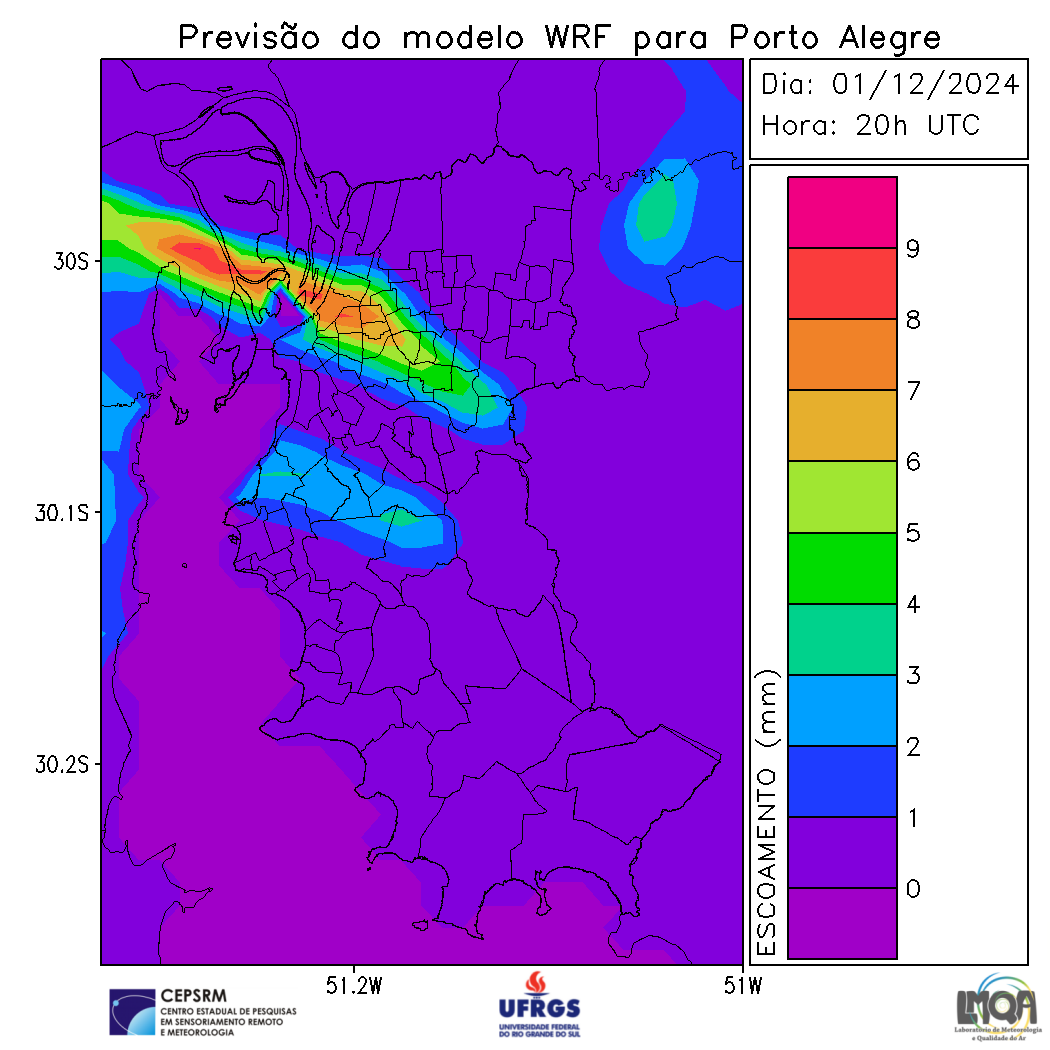 Previsão do modelo WRF para Porto Alegre
Dia: 01/12/2024
Hora: 20h UTC
30S
30.1S
30.2S
51.2W
51W
ESCOAMENTO (mm)
9
8
7
6
5
4
3
2
1
0
CEPSRM
CENTRO ESTADUAL DE PESQUISAS
EM SENSORIAMENTO REMOTO
E METEOROLOGIA
UFRGS
UNIVERSIDADE FEDERAL
DO RIO GRANDE DO SUL
LMQA
Laboratório de Meteorologia
e Qualidade do Ar